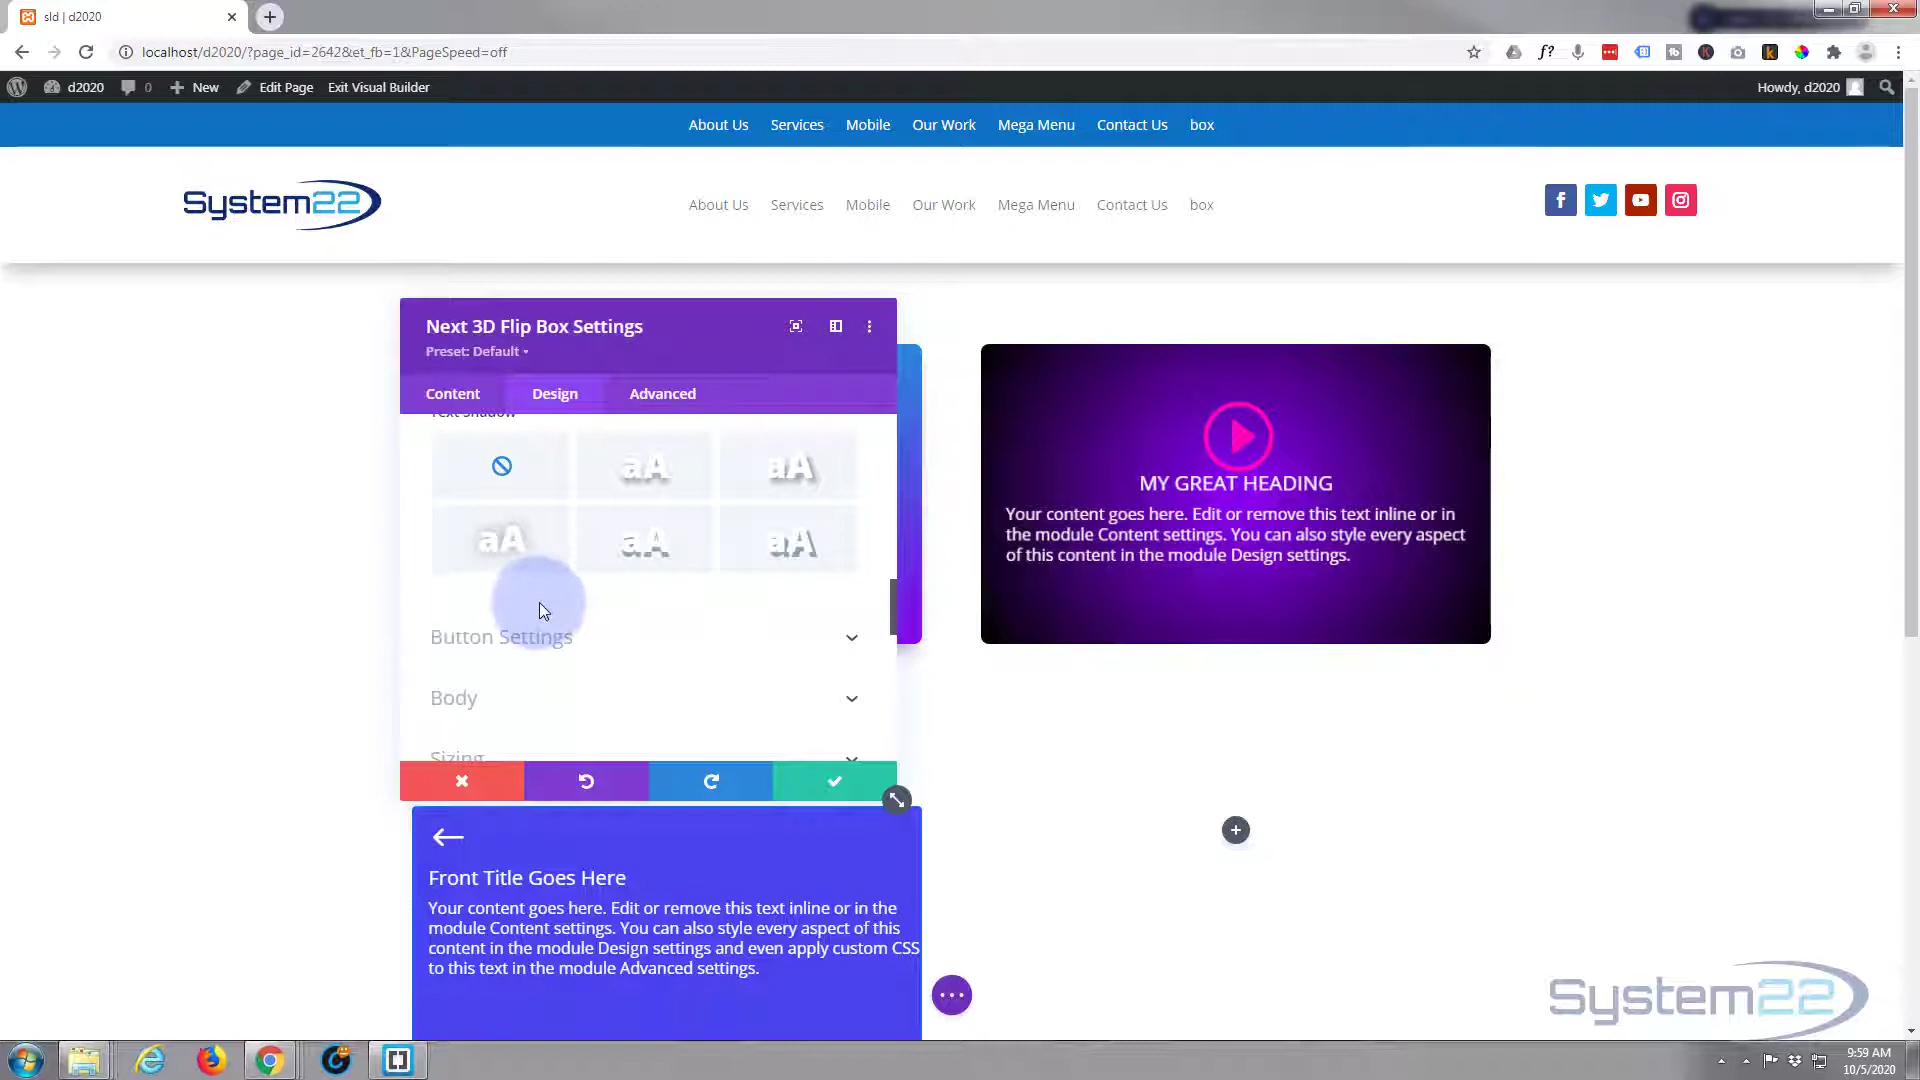 sld | d2020
localhost/d2020/?page_id=2642&et_fb=1&PageSpeed=off
d2020
0
New
Edit Page
Exit Visual Builder
Howdy, d2020
About Us
Services
Mobile
Our Work
Mega Menu
Contact Us
box
System22
About Us
Services
Mobile
Our Work
Mega Menu
Contact Us
box
Next 3D Flip Box Settings
Preset: Default
Content
Design
Advanced
Text Shadow
aA
aA
aA
aA
aA
Button Settings
Body
Sizing
MY GREAT HEADING
Your content goes here. Edit or remove this text inline or in
the module Content settings. You can also style every aspect
of this content in the module Design settings.
Front Title Goes Here
Your content goes here. Edit or remove this text inline or in the
module Content settings. You can also style every aspect of this
content in the module Design settings and even apply custom CSS
to this text in the module Advanced settings.
System22
9:59 AM
10/5/2020